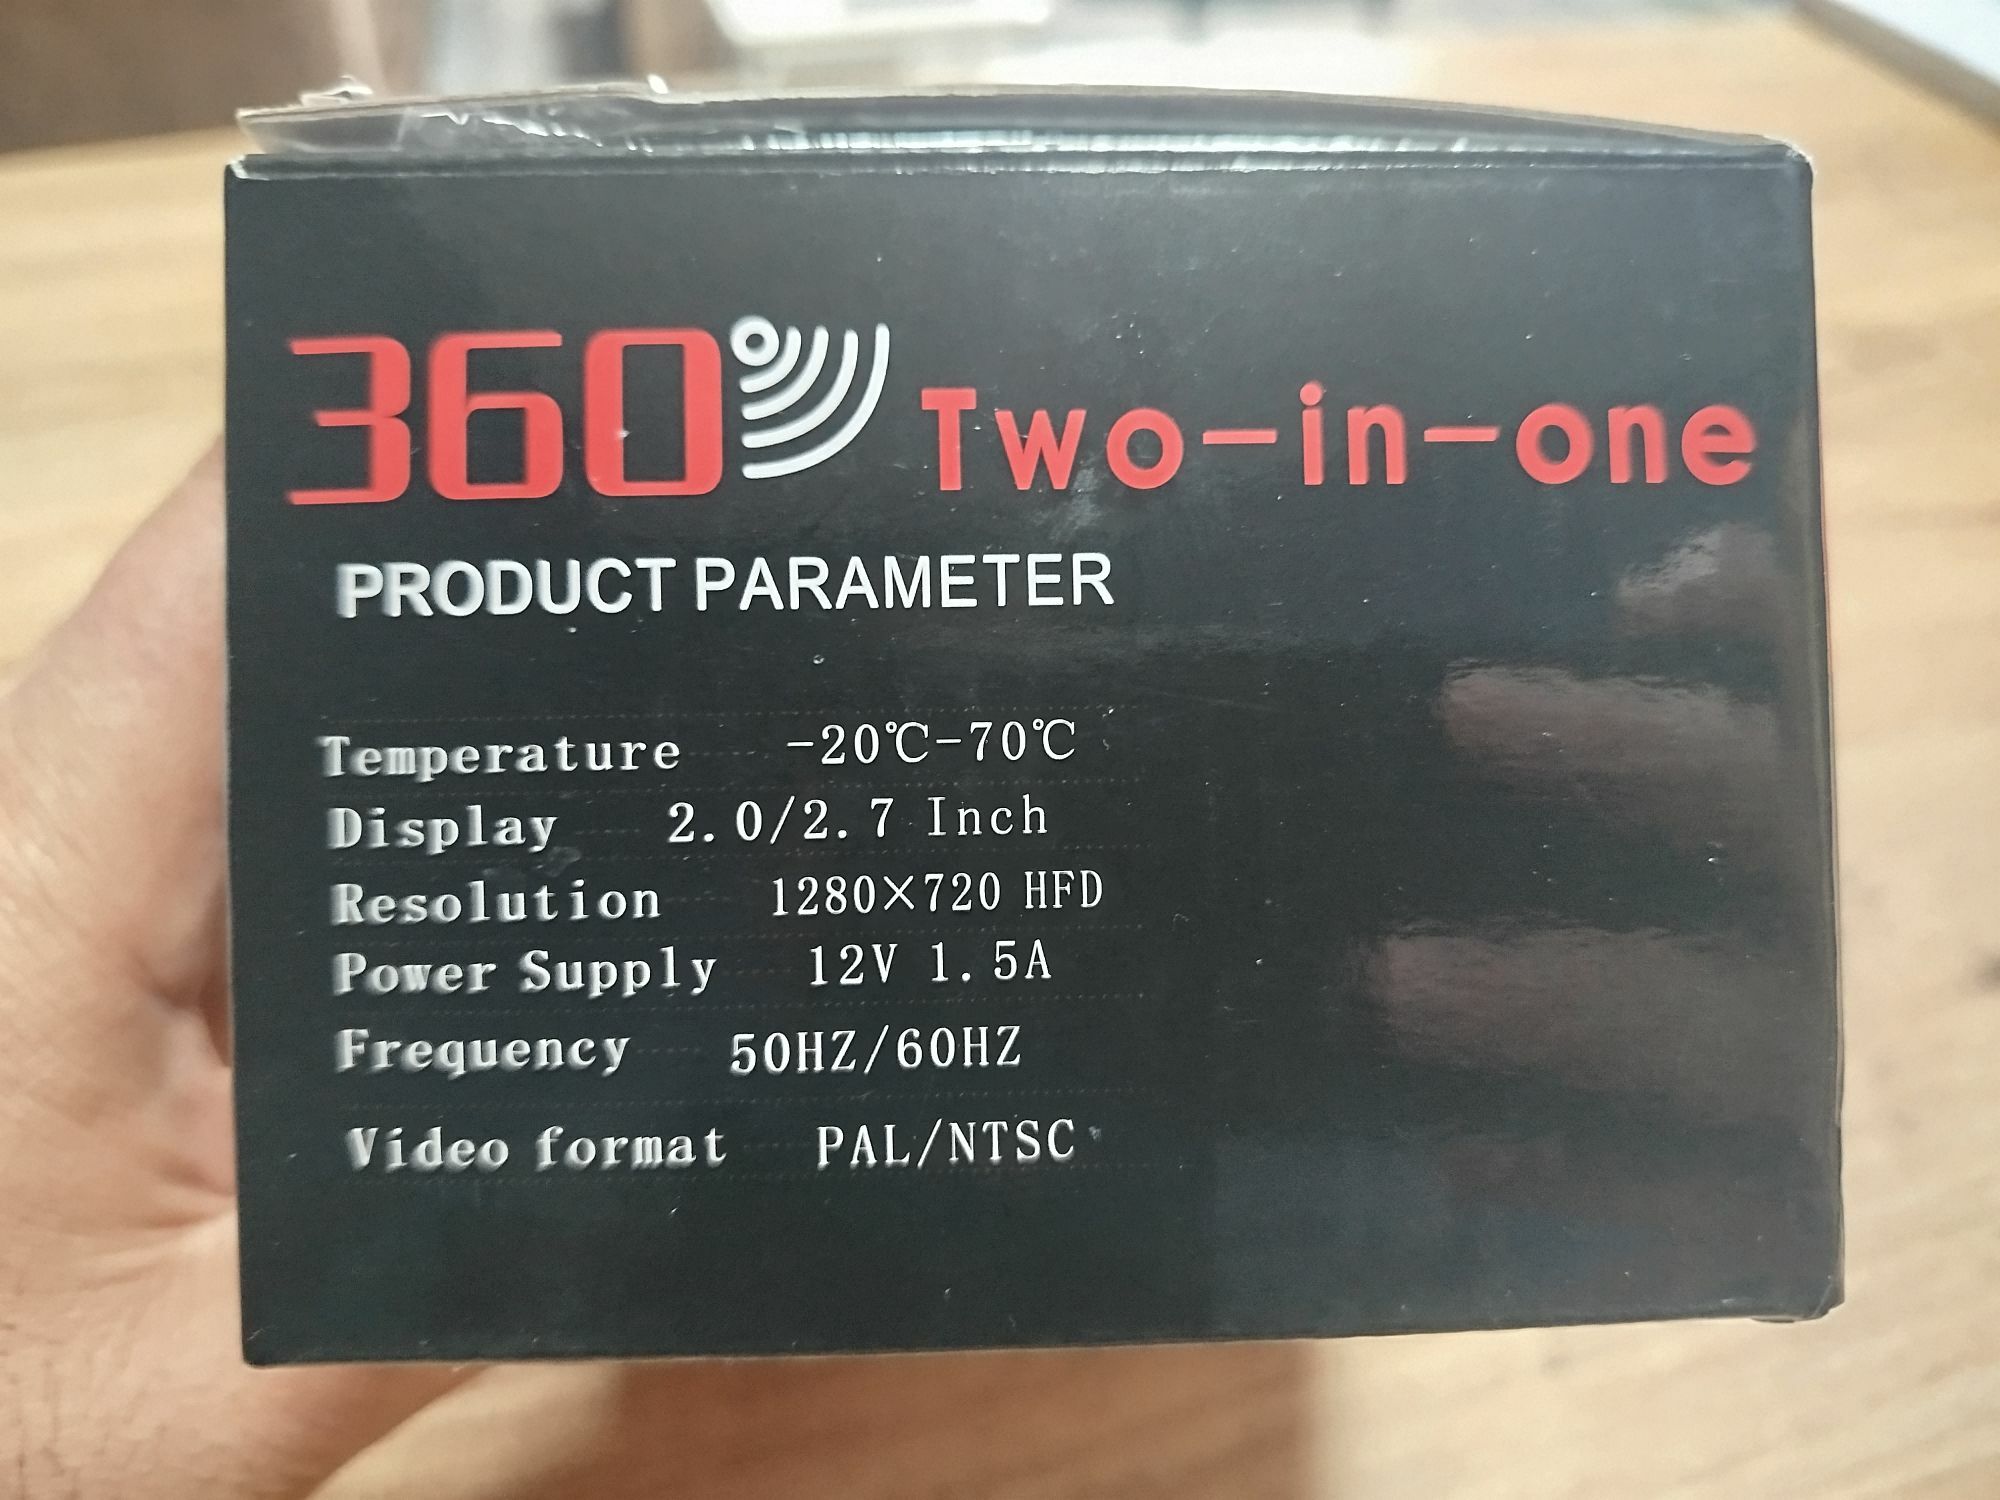 360 Two-in-one
PRODUCT PARAMETER
Temperature -20℃-70℃
Display 2.0/2.7 Inch
Resolution 1280×720 HFD
Power Supply 12V 1.5A
Frequency 50HZ/60HZ
Video format PAL/NTSC